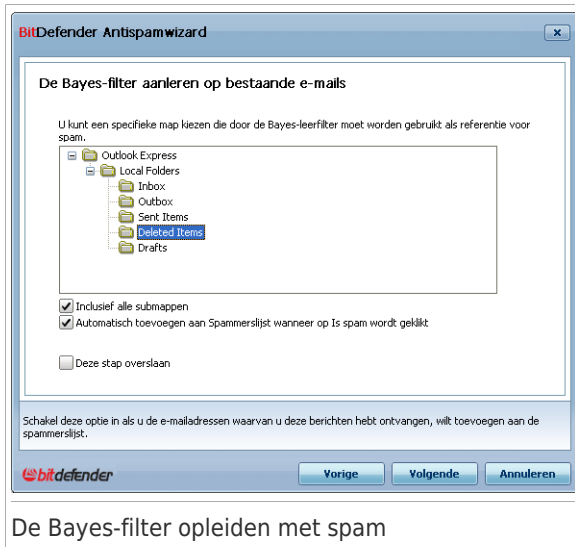 BitDefender Antispamwizard
De Bayes-filter aanleren op bestaande e-mails
U kunt een specifieke map kiezen die door de Bayes-leerfilter moet worden gebruikt als referentie voor
spam.
Outlook Express
Local Folders
Inbox
Outbox
Sent Items
Deleted Items
Drafts
Inclusief alle submappen
Automatisch toevoegen aan Spammerslijst wanneer op Is spam wordt geklikt
Deze stap overslaan
Schakel deze optie in als u de e-mailadressen waarvan u deze berichten hebt ontvangen, wilt toevoegen aan de
spammerslijst.
bitdefender
Vorige
Volgende
Annuleren
De Bayes-filter opleiden met spam